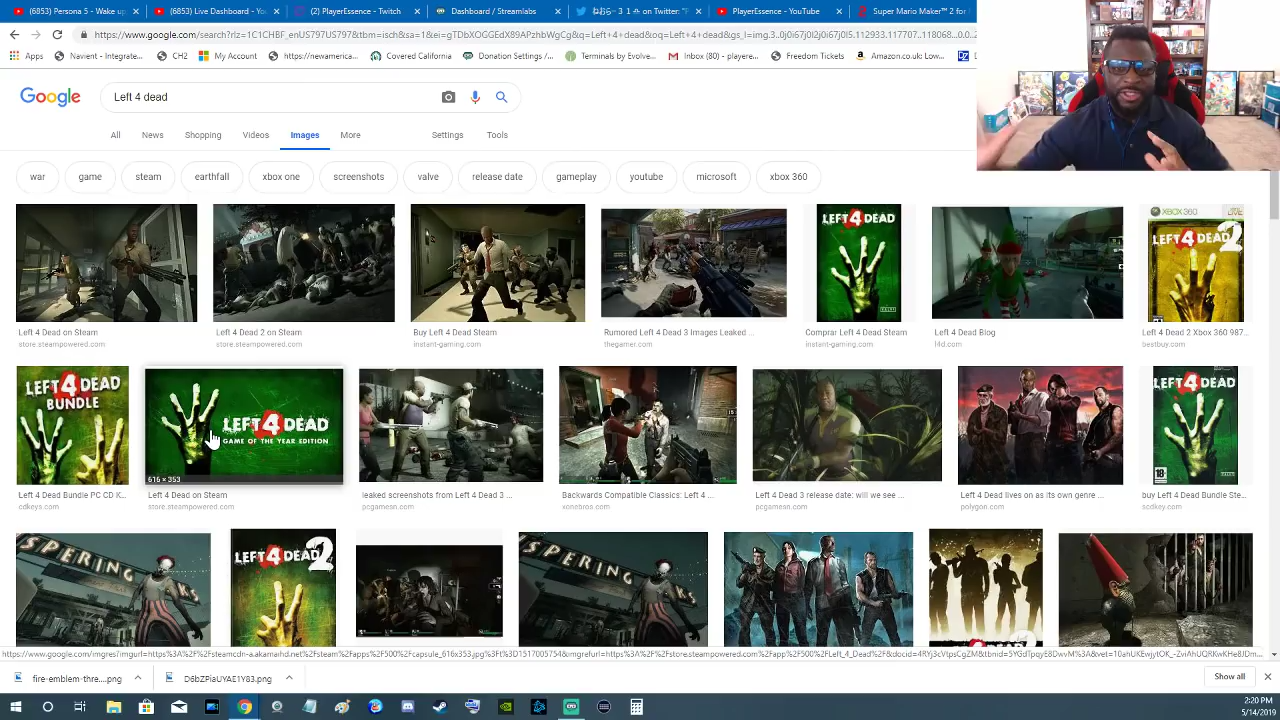 (6853) Persona 5 - Wake up
(6853) Live Dashboard - Yo
(2) PlayerEssence - Twitch
Dashboard / Streamlabs
PlayerEssence - YouTube
Super Mario Maker™ 2 for
Navient - Integrate
CH2
My Account
https://newamerica
Covered California
Donation Settings /
Terminals by Evolve
Inbox (80) - playere
Freedom Tickets
Amazon.co.uk: Low
Google
Left 4 dead
All
News
Shopping
Videos
Images
More
Settings
Tools
war
game
steam
earthfall
xbox one
screenshots
valve
release date
gameplay
youtube
microsoft
xbox 360
LEFT 4 DEAD
XBOX360
LIVE
LEFT 4 DEAD 2
Left 4 Dead on Steam
Left 4 Dead 2 on Steam
Buy Left 4 Dead Steam
Rumored Left 4 Dead 3 Images Leaked ...
Comprar Left 4 Dead Steam
Left 4 Dead Blog
Left 4 Dead 2 Xbox 360 987...
store.steampowered.com
store.steampowered.com
instant-gaming.com
thegamer.com
instant-gaming.com
l4d.com
bestbuy.com
LEFT 4 DEAD
BUNDLE
LEFT 4 DEAD
GAME OF THE YEAR EDITION
616 × 353
LEFT 4 DEAD
18
Left 4 Dead Bundle PC CD K...
Left 4 Dead on Steam
leaked screenshots from Left 4 Dead 3 ...
Backwards Compatible Classics: Left 4 ...
Left 4 Dead 3 release date: will we see ...
Left 4 Dead lives on as its own genre ...
buy Left 4 Dead Bundle Ste...
cdkeys.com
store.steampowered.com
pcgamesn.com
xonebros.com
pcgamesn.com
polygon.com
scdkey.com
SPERING
LEFT 4 DEAD 2
SPERING
fire-emblem-thre....png
D6bZPiaUYAE1Y83.png
Show all
2:20 PM
5/14/2019